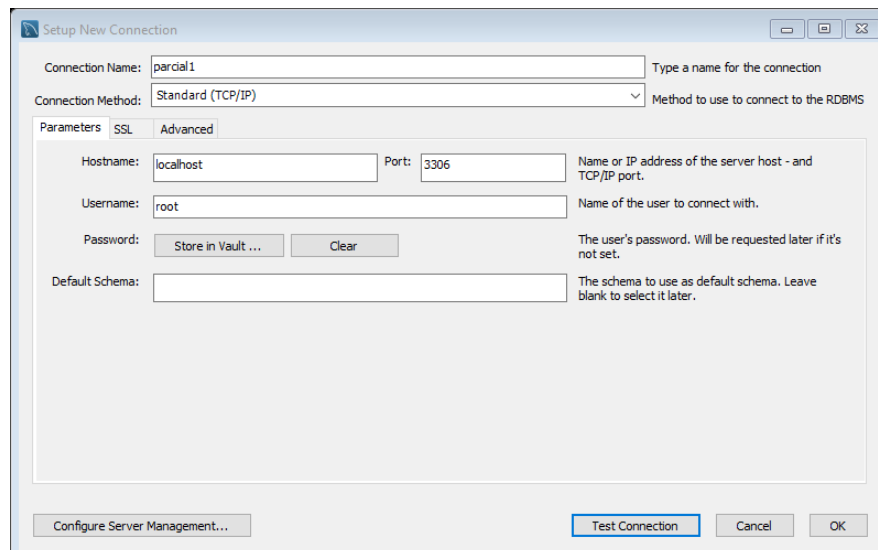 Setup New Connection
Connection Name: parcial1 Type a name for the connection
Connection Method: Standard (TCP/IP) Method to use to connect to the RDBMS
Parameters SSL Advanced
Hostname: localhost Port: 3306 Name or IP address of the server host - and
TCP/IP port.
Username: root Name of the user to connect with.
Password: Store in Vault ... Clear The user's password. Will be requested later if it's
not set.
Default Schema: The schema to use as default schema. Leave
blank to select it later.
Configure Server Management... Test Connection Cancel OK